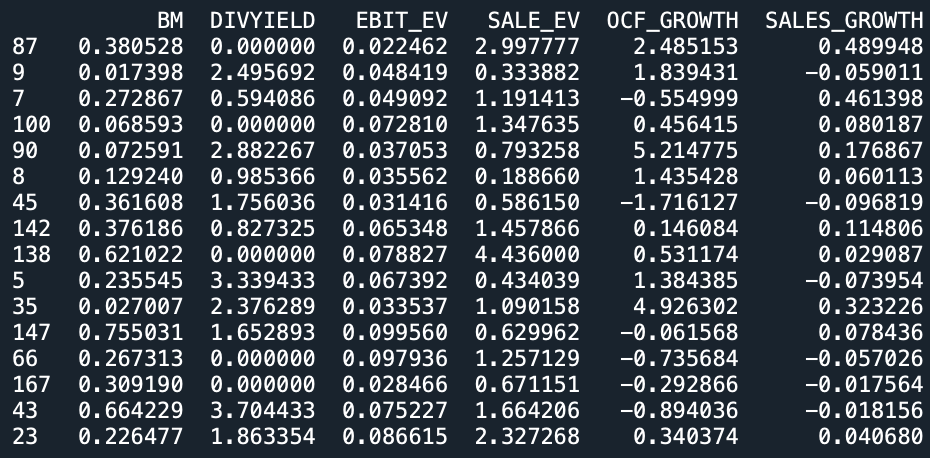 BM DIVYIELD EBIT_EV SALE_EV OCF_GROWTH SALES_GROWTH
87 0.380528 0.000000 0.022462 2.997777 2.485153 0.489948
9 0.017398 2.495692 0.048419 0.333882 1.839431 −0.059011
7 0.272867 0.594086 0.049092 1.191413 −0.554999 0.461398
100 0.068593 0.000000 0.072810 1.347635 0.456415 0.080187
90 0.072591 2.882267 0.037053 0.793258 5.214775 0.176867
8 0.129240 0.985366 0.035562 0.188660 1.435428 0.060113
45 0.361608 1.756036 0.031416 0.586150 −1.716127 −0.096819
142 0.376186 0.827325 0.065348 1.457866 0.146084 0.114806
138 0.621022 0.000000 0.078827 4.436000 0.531174 0.029087
5 0.235545 3.339433 0.067392 0.434039 1.384385 −0.073954
35 0.027007 2.376289 0.033537 1.090158 4.926302 0.323226
147 0.755031 1.652893 0.099560 0.629962 −0.061568 0.078436
66 0.267313 0.000000 0.097936 1.257129 −0.735684 −0.057026
167 0.309190 0.000000 0.028466 0.671151 −0.292866 −0.017564
43 0.664229 3.704433 0.075227 1.664206 −0.894036 −0.018156
23 0.226477 1.863354 0.086615 2.327268 0.340374 0.040680